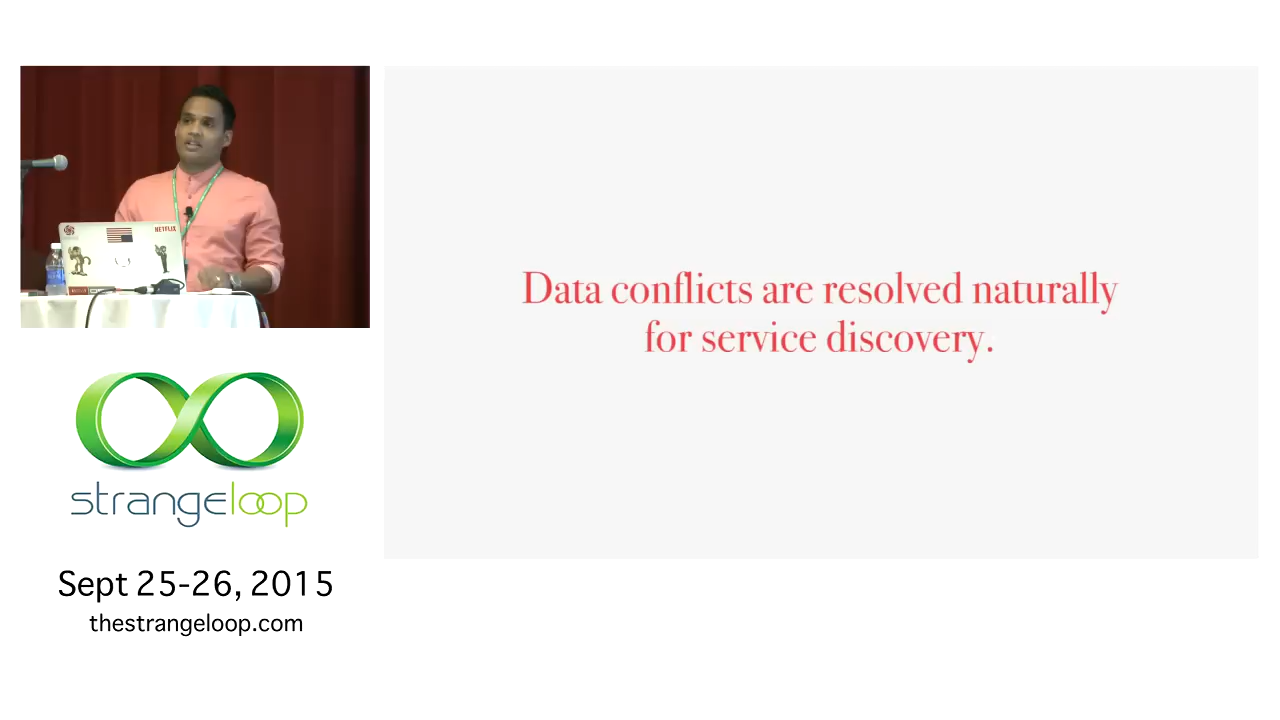 NETFLIX
Data conflicts are resolved naturally
for service discovery.
strangeloop
Sept 25-26, 2015
thestrangeloop.com